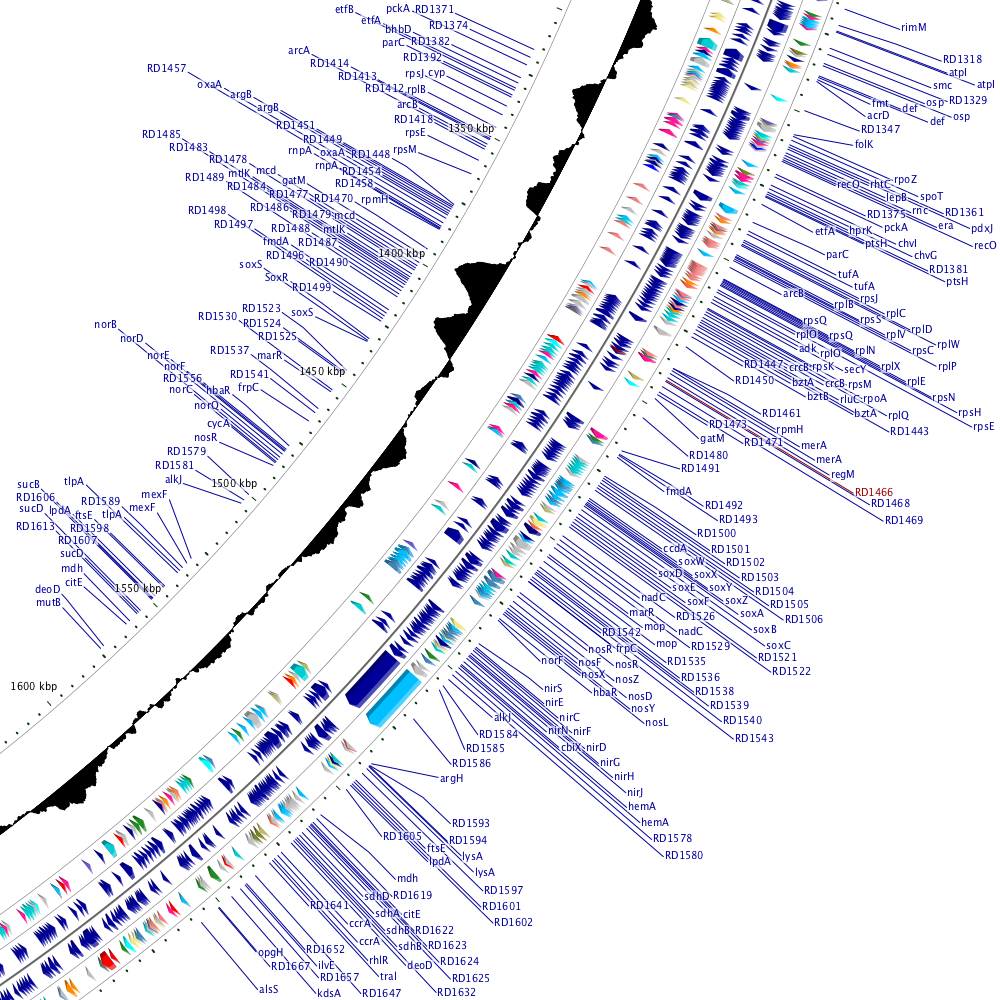 etfB
pckA RD1371
etfA
RD1374
bhbD
parC RD1382
arcA
RD1392
RD1414
rpsJ cyp
RD1413
RD1457
RD1412 rplB
oxaA
argB
arcB
argB
RD1418
1350 kbp
RD1451
rpsE
RD1485
RD1449
RD1483
rnpA oxaA RD1448
rpsM
RD1478
rnpA
mtlK mcd
RD1454
RD1489
gatM
RD1458
RD1484
RD1477
RD1470 rpmH
RD1498
RD1486
RD1479 mcd
RD1497
RD1488
mtlK
fmdA
RD1487
RD1496
RD1490
1400 kbp
soxS
SoxR
RD1499
RD1523
soxS
RD1530
RD1524
norB
RD1525
norD
RD1537
marR
norE
norF
RD1541
1450 kbp
RD1556
norC
hbaR
frpC
norQ
cycA
nosR
RD1579
RD1581
sucB
tlpA
alkJ
1500 kbp
RD1606
RD1589
mexF
sucD
lpdA
ftsE
tlpA
mexF
RD1613
RD1598
RD1607
sucD
mdh
citE
1550 kbp
deoD
mutB
1600 kbp
rimM
RD1318
atpI
smc
atpI
fmt
osp
RD1329
def
acrD
osp
def
RD1347
folK
recO
rhtC
rpoZ
lepB
spoT
RD1375
rnc
RD1361
etfA
hprK
pckA
era
pdxJ
ptsH
chvI
recO
parC
chvG
RD1381
tufA
ptsH
tufA
arcB
rpsJ
rplB
rplC
rpsQ
rpsS
rplD
rplO
rpsQ
rplV
rplW
adk
rplO
rplN
rpsC
RD1447
crcB
rpsK
secY
rplX
rplP
RD1450
bztA
crcB
rpsM
rplE
bztB
rluC
rpoA
rpsN
RD1461
bztA
rplQ
rpsH
RD1473
rpmH
RD1443
rpsE
gatM
RD1471
merA
RD1480
merA
RD1491
regM
fmdA
RD1466
RD1492
RD1468
RD1493
RD1469
RD1500
ccdA
RD1501
soxW
RD1502
soxD
soxX
RD1503
soxE
soxY
RD1504
nadC
soxF
soxZ
RD1505
marR
RD1526
soxA
RD1506
mop
nadC
soxB
RD1542
mop
RD1529
soxC
nosR
frpC
RD1521
norF
nosF
nosR
RD1535
RD1522
nosX
nosZ
RD1536
nirS
hbaR
nosD
RD1538
nirE
nosY
RD1539
alkJ
nirC
nosL
RD1540
RD1584
nirN
nirF
RD1543
RD1585
cbiX
nirD
RD1586
nirG
argH
nirH
nirJ
hemA
RD1593
hemA
RD1605
RD1594
RD1578
ftsE
lysA
RD1580
lpdA
lysA
mdh
RD1597
sdhD
RD1619
RD1601
RD1641
sdhA
citE
RD1602
ccrA
sdhB
RD1622
ccrA
sdhB
RD1623
opgH
RD1652
rhlR
deoD
RD1624
RD1667
ilvE
RD1657
traI
RD1625
alsS
kdsA
RD1647
RD1632